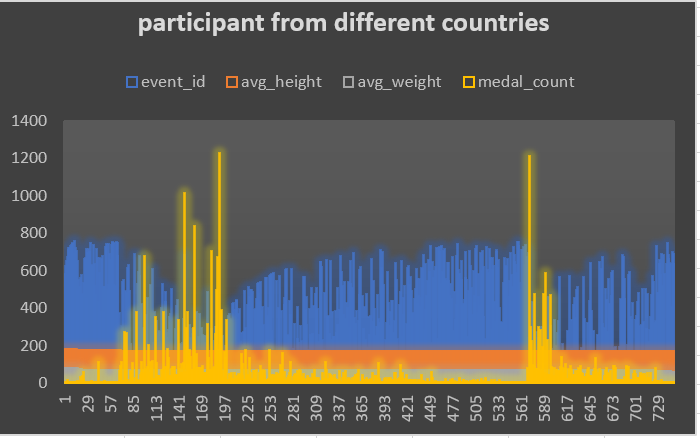 participant from different countries
event_id avg_height avg_weight medal_count
1400
1200
1000
800
600
400
200
0
1 29 57 85 113 141 169 197 225 253 281 309 337 365 393 421 449 477 505 533 561 589 617 645 673 701 729